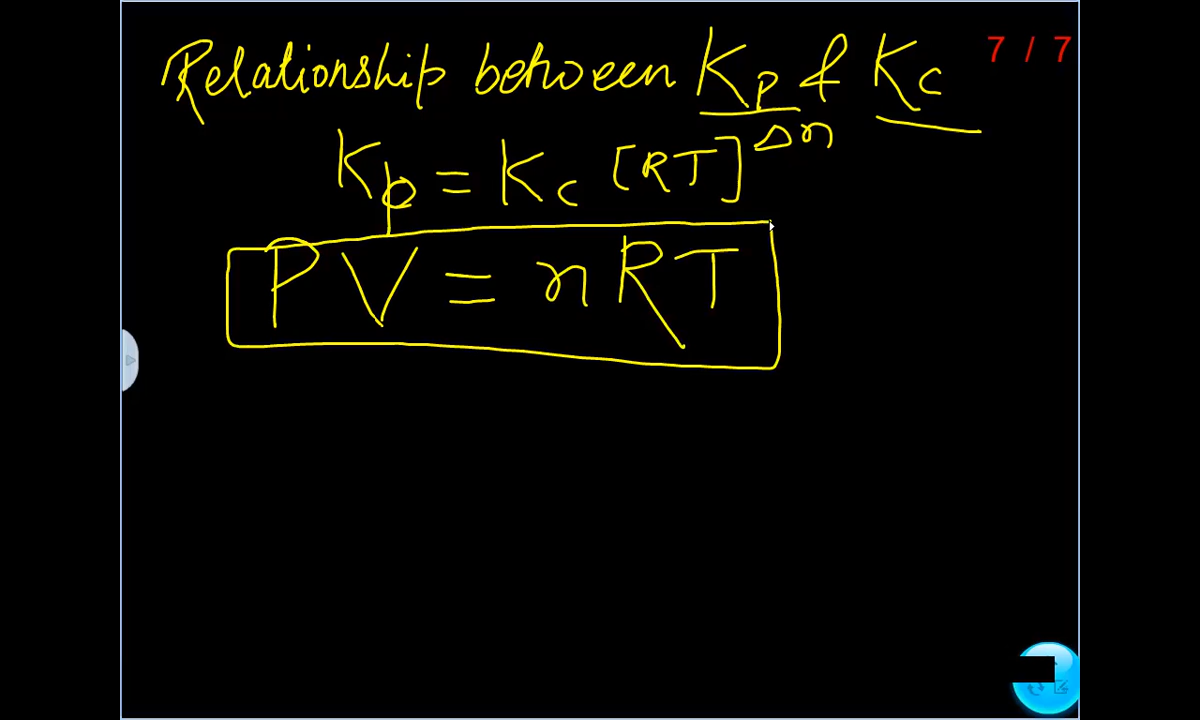 Relationship between Kp & Kc
7 / 7
Kp = Kc [RT]^Δn
PV = nRT